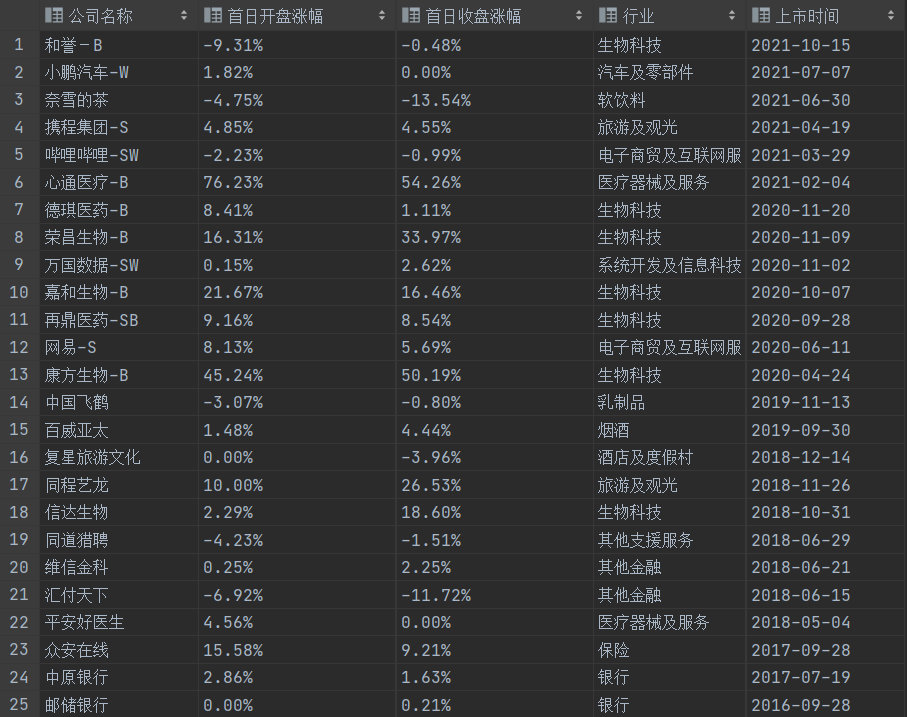 公司名称 首日开盘涨幅 首日收盘涨幅 行业 上市时间
1 和誉－B -9.31% -0.48% 生物科技 2021-10-15
2 小鹏汽车-W 1.82% 0.00% 汽车及零部件 2021-07-07
3 奈雪的茶 -4.75% -13.54% 软饮料 2021-06-30
4 携程集团-S 4.85% 4.55% 旅游及观光 2021-04-19
5 哔哩哔哩-SW -2.23% -0.99% 电子商贸及互联网服 2021-03-29
6 心通医疗-B 76.23% 54.26% 医疗器械及服务 2021-02-04
7 德琪医药-B 8.41% 1.11% 生物科技 2020-11-20
8 荣昌生物-B 16.31% 33.97% 生物科技 2020-11-09
9 万国数据-SW 0.15% 2.62% 系统开发及信息科技 2020-11-02
10 嘉和生物-B 21.67% 16.46% 生物科技 2020-10-07
11 再鼎医药-SB 9.16% 8.54% 生物科技 2020-09-28
12 网易-S 8.13% 5.69% 电子商贸及互联网服 2020-06-11
13 康方生物-B 45.24% 50.19% 生物科技 2020-04-24
14 中国飞鹤 -3.07% -0.80% 乳制品 2019-11-13
15 百威亚太 1.48% 4.44% 烟酒 2019-09-30
16 复星旅游文化 0.00% -3.96% 酒店及度假村 2018-12-14
17 同程艺龙 10.00% 26.53% 旅游及观光 2018-11-26
18 信达生物 2.29% 18.60% 生物科技 2018-10-31
19 同道猎聘 -4.23% -1.51% 其他支援服务 2018-06-29
20 维信金科 0.25% 2.25% 其他金融 2018-06-21
21 汇付天下 -6.92% -11.72% 其他金融 2018-06-15
22 平安好医生 4.56% 0.00% 医疗器械及服务 2018-05-04
23 众安在线 15.58% 9.21% 保险 2017-09-28
24 中原银行 2.86% 1.63% 银行 2017-07-19
25 邮储银行 0.00% 0.21% 银行 2016-09-28